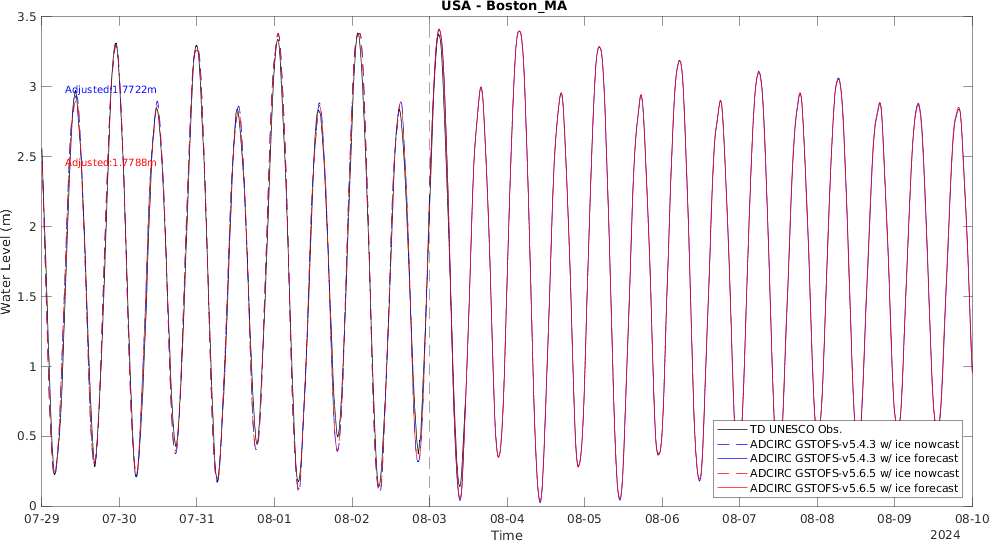 USA - Boston_MA
3.5
3
2.5
2
1.5
1
0.5
0
Water Level (m)
Adjusted:1.7722m
Adjusted:1.7788m
TD UNESCO Obs.
ADCIRC GSTOFS-v5.4.3 w/ ice nowcast
ADCIRC GSTOFS-v5.4.3 w/ ice forecast
ADCIRC GSTOFS-v5.6.5 w/ ice nowcast
ADCIRC GSTOFS-v5.6.5 w/ ice forecast
07-29 07-30 07-31 08-01 08-02 08-03 08-04 08-05 08-06 08-07 08-08 08-09 08-10
Time
2024